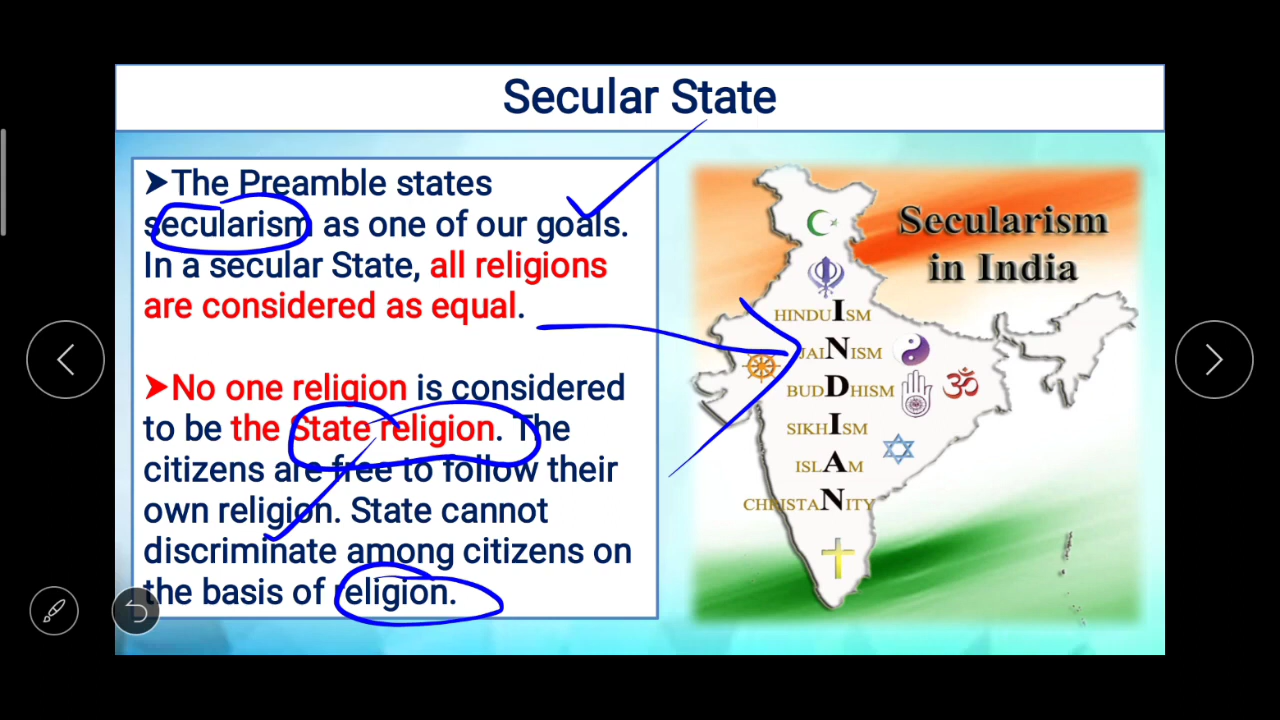 Secular State
➤The Preamble states
secularism as one of our goals.
In a secular State, all religions
are considered as equal.
➤No one religion is considered
to be the State religion. The
citizens are free to follow their
own religion. State cannot
discriminate among citizens on
the basis of religion.
Secularism
in India
HINDUISM
JAINISM
BUDDHISM
SIKHISM
ISLAM
CHRISTANITY
ॐ